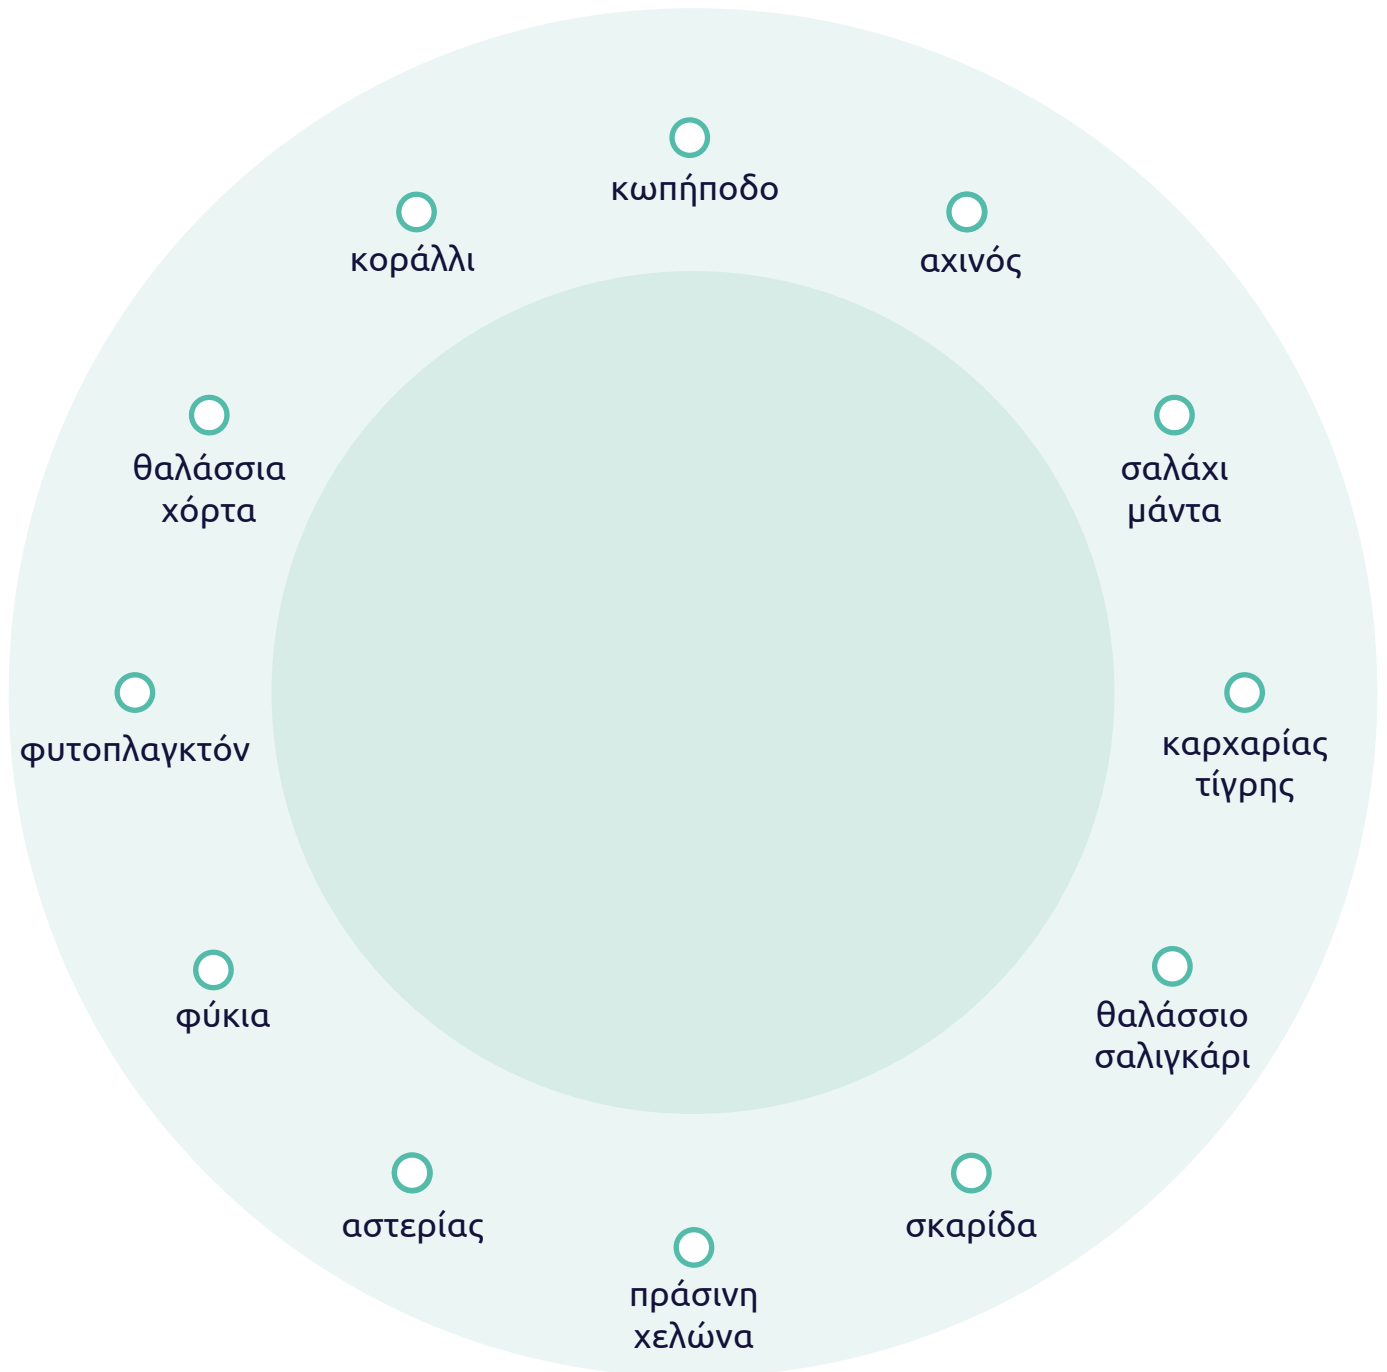 κωπήποδο
κοράλλι
αχινός
θαλάσσια
χόρτα
σαλάχι
μάντα
φυτοπλαγκτόν
καρχαρίας
τίγρης
φύκια
θαλάσσιο
σαλιγκάρι
αστερίας
σκαρίδα
πράσινη
χελώνα